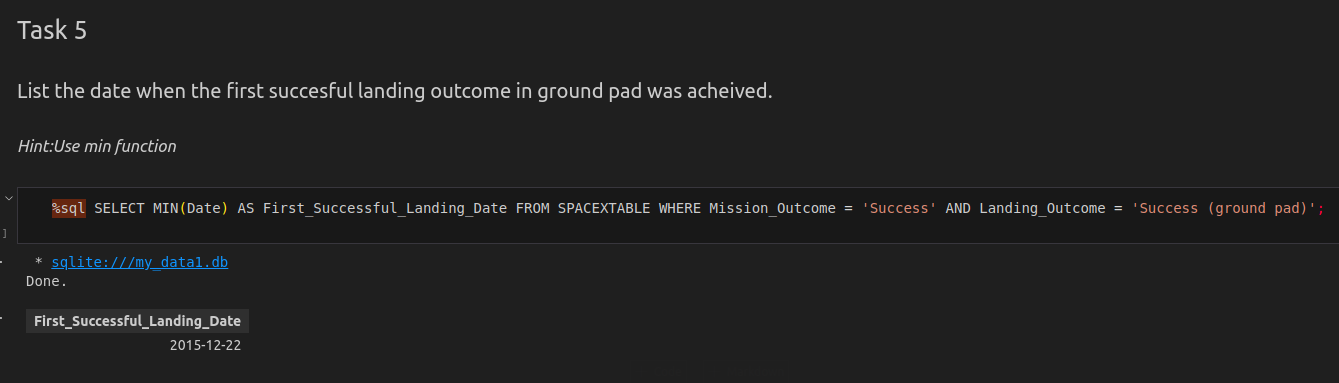 Task 5
List the date when the first succesful landing outcome in ground pad was acheived.
Hint:Use min function
%sql SELECT MIN(Date) AS First_Successful_Landing_Date FROM SPACEXTABLE WHERE Mission_Outcome = 'Success' AND Landing_Outcome = 'Success (ground pad)';
]
* sqlite:///my_data1.db
Done.
First_Successful_Landing_Date
2015-12-22